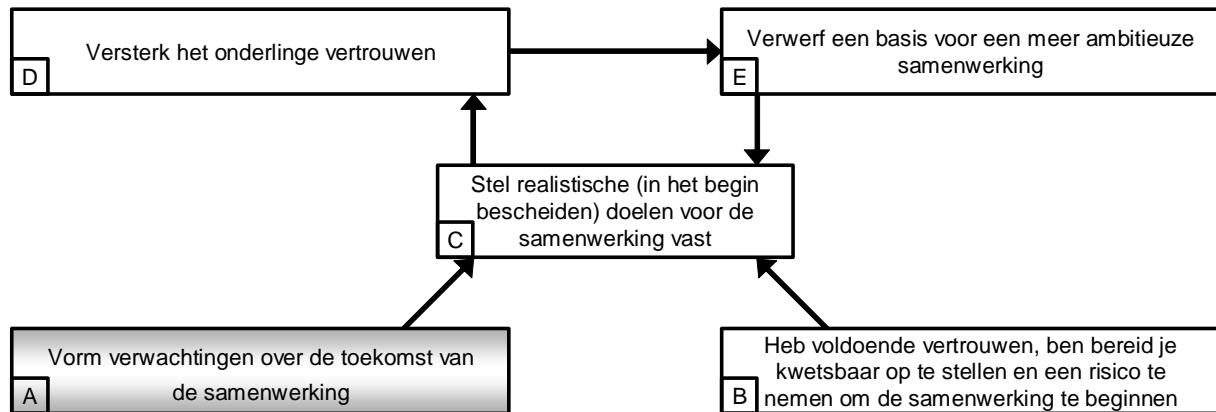 Versterk het onderlinge vertrouwen
D
Verwerf een basis voor een meer ambitieuze
samenwerking
E
Stel realistische (in het begin
bescheiden) doelen voor de
samenwerking vast
C
Vorm verwachtingen over de toekomst van
de samenwerking
A
Heb voldoende vertrouwen, ben bereid je
kwetsbaar op te stellen en een risico te
nemen om de samenwerking te beginnen
B